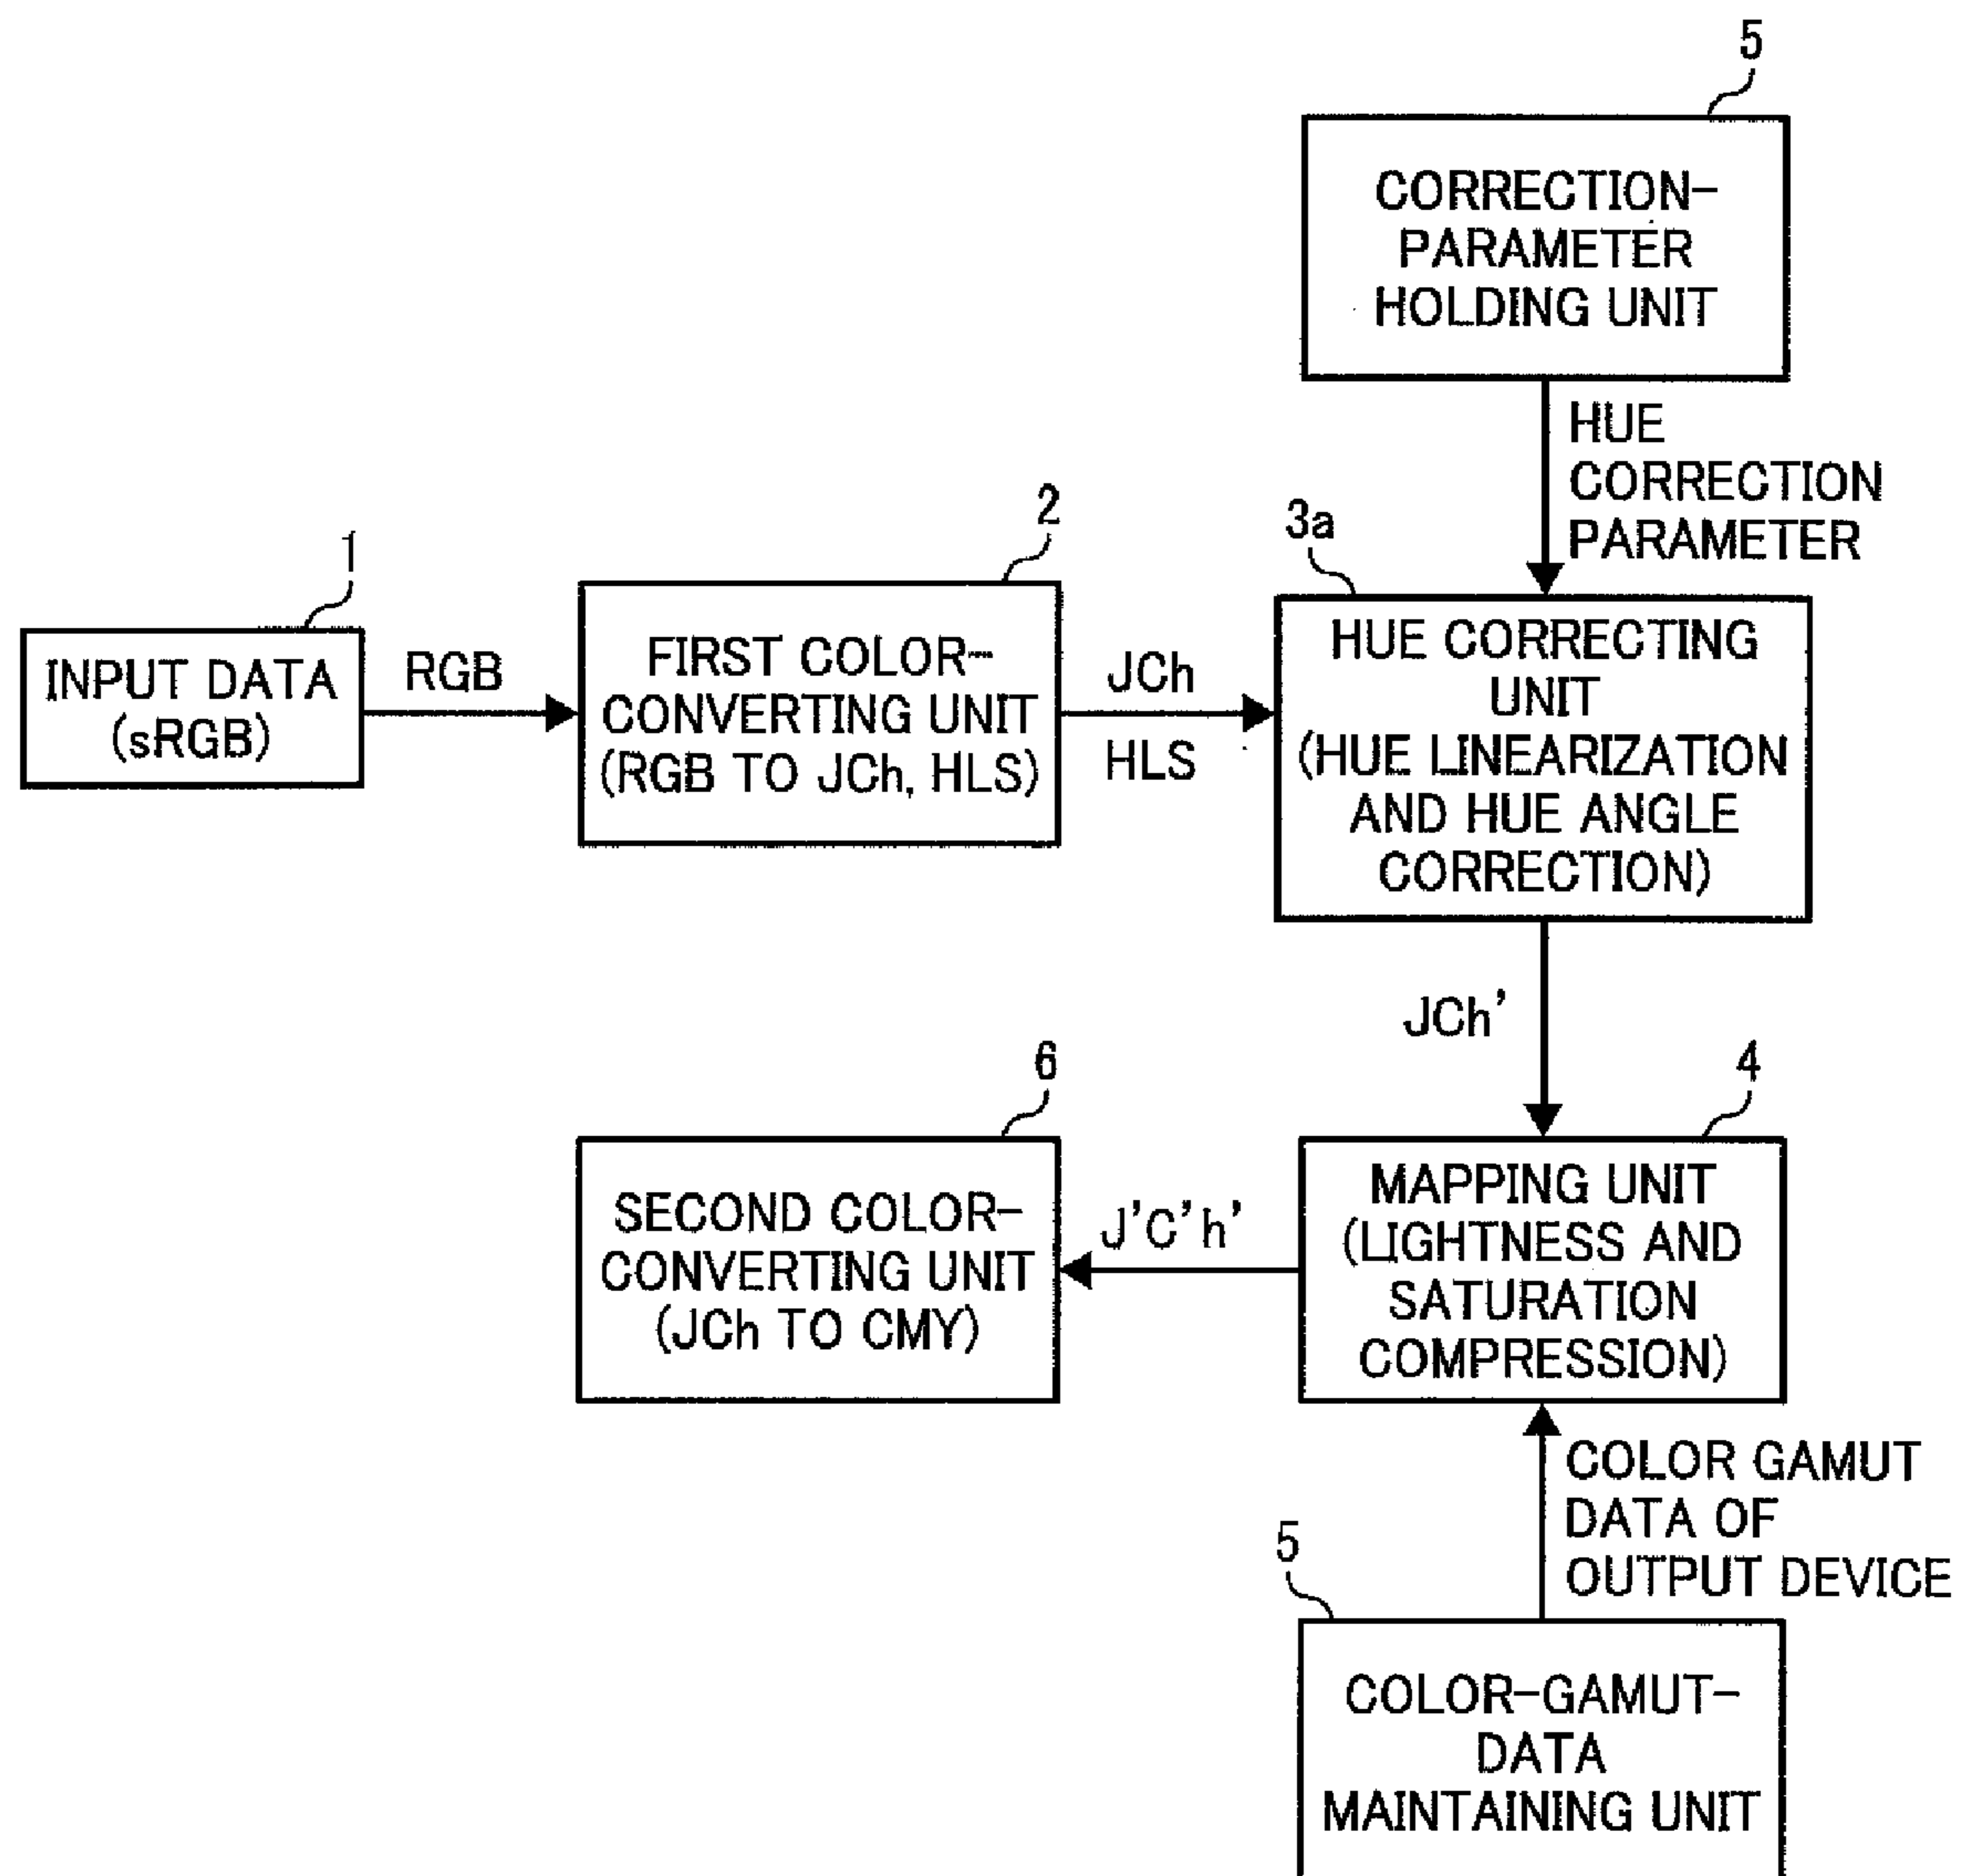 5
CORRECTION-
PARAMETER
HOLDING UNIT
HUE
CORRECTION
PARAMETER
1
INPUT DATA
(sRGB)
RGB
2
FIRST COLOR-
CONVERTING UNIT
(RGB TO JCh, HLS)
JCh
HLS
3a
HUE CORRECTING
UNIT
(HUE LINEARIZATION
AND HUE ANGLE
CORRECTION)
JCh'
4
MAPPING UNIT
(LIGHTNESS AND
SATURATION
COMPRESSION)
J'C'h'
6
SECOND COLOR-
CONVERTING UNIT
(JCh TO CMY)
COLOR GAMUT
DATA OF
OUTPUT DEVICE
5
COLOR-GAMUT-
DATA
MAINTAINING UNIT